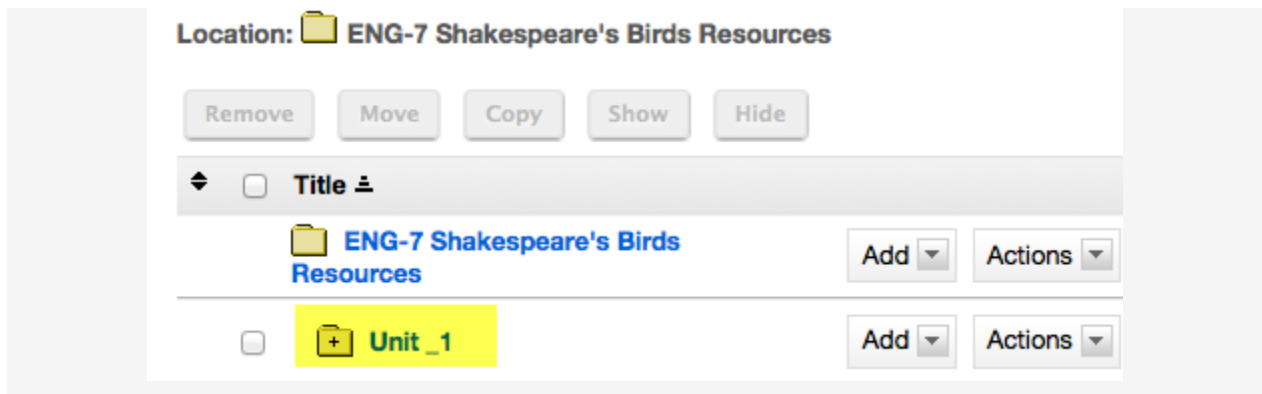 Location: ENG-7 Shakespeare's Birds Resources
Remove Move Copy Show Hide
Title
ENG-7 Shakespeare's Birds Add Actions
Resources
Unit _1 Add Actions